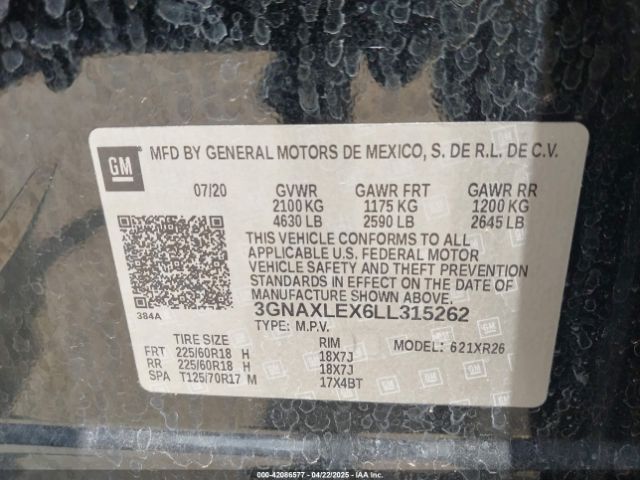 GM
MFD BY GENERAL MOTORS DE MEXICO, S. DE R.L. DE C.V.
07/20 GVWR GAWR FRT GAWR RR
2100 KG 1175 KG 1200 KG
4630 LB 2590 LB 2645 LB
THIS VEHICLE CONFORMS TO ALL
APPLICABLE U.S. FEDERAL MOTOR
VEHICLE SAFETY AND THEFT PREVENTION
STANDARDS IN EFFECT ON THE DATE OF
MANUFACTURE SHOWN ABOVE.
384A
3GNAXLEX6LL315262
TYPE: M.P.V.
TIRE SIZE RIM MODEL: 621XR26
FRT 225/60R18 H 18X7J
RR 225/60R18 H 18X7J
SPA T125/70R17 M 17X4BT
000-42086577 - 04/22/2025 - IAAI.COM